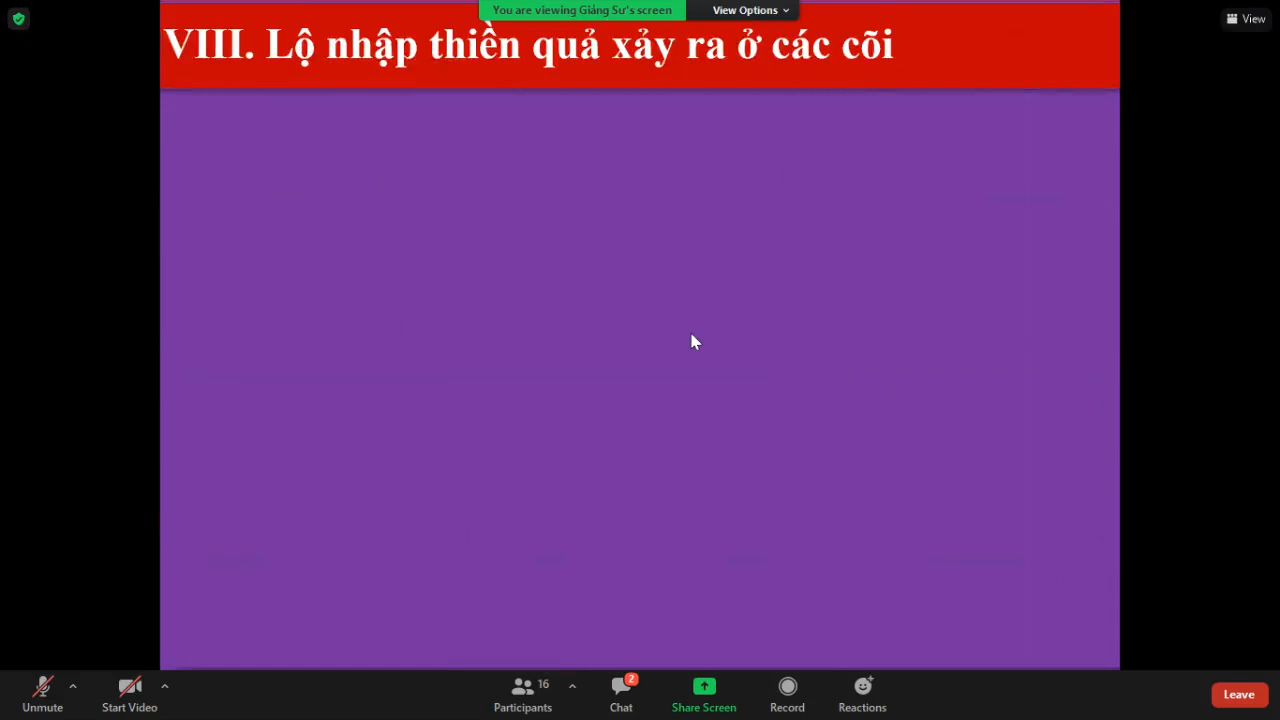 You are viewing Giảng Sư's screen
View Options
View
VIII. Lộ nhập thiền quả xảy ra ở các cõi
Unmute
Start Video
16
Participants
2
Chat
Share Screen
Record
Reactions
Leave